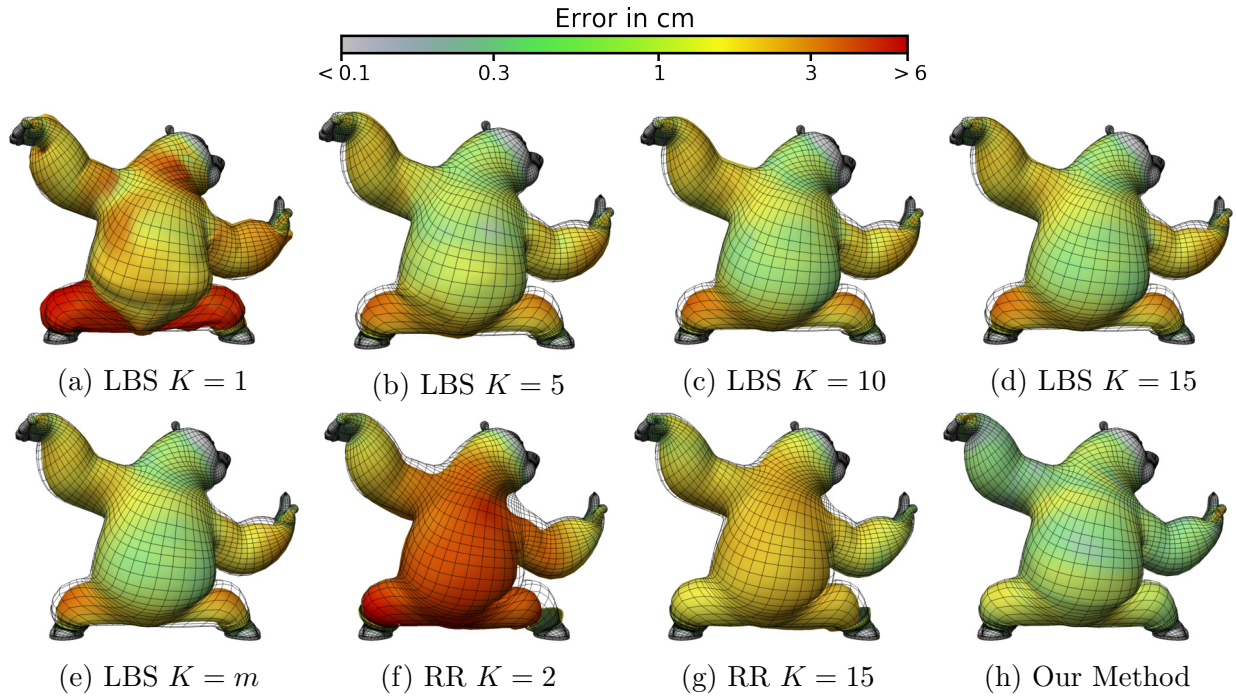 Error in cm
< 0.1 0.3 1 3 > 6
(a) LBS K = 1 (b) LBS K = 5 (c) LBS K = 10 (d) LBS K = 15
(e) LBS K = m (f) RR K = 2 (g) RR K = 15 (h) Our Method